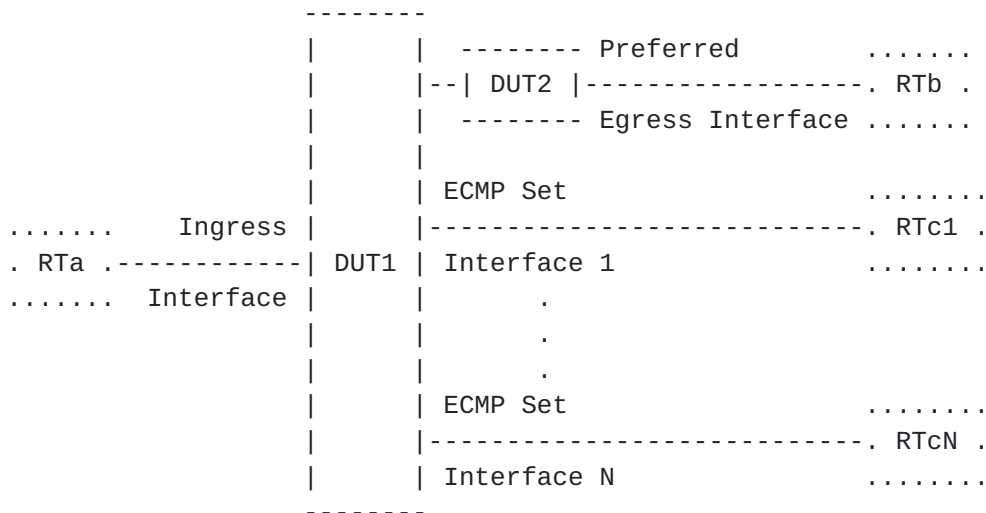 --------
|      |  -------- Preferred        .......
|      |--| DUT2 |------------------. RTb .
|      |  -------- Egress Interface .......
|      |
|      | ECMP Set                   ........
.......    Ingress |      |----------------------------. RTc1 .
. RTa .------------| DUT1 | Interface 1                ........
.......  Interface |      |       .
|      |       .
|      |       .
|      | ECMP Set                   ........
|      |----------------------------. RTcN .
|      | Interface N                ........
--------